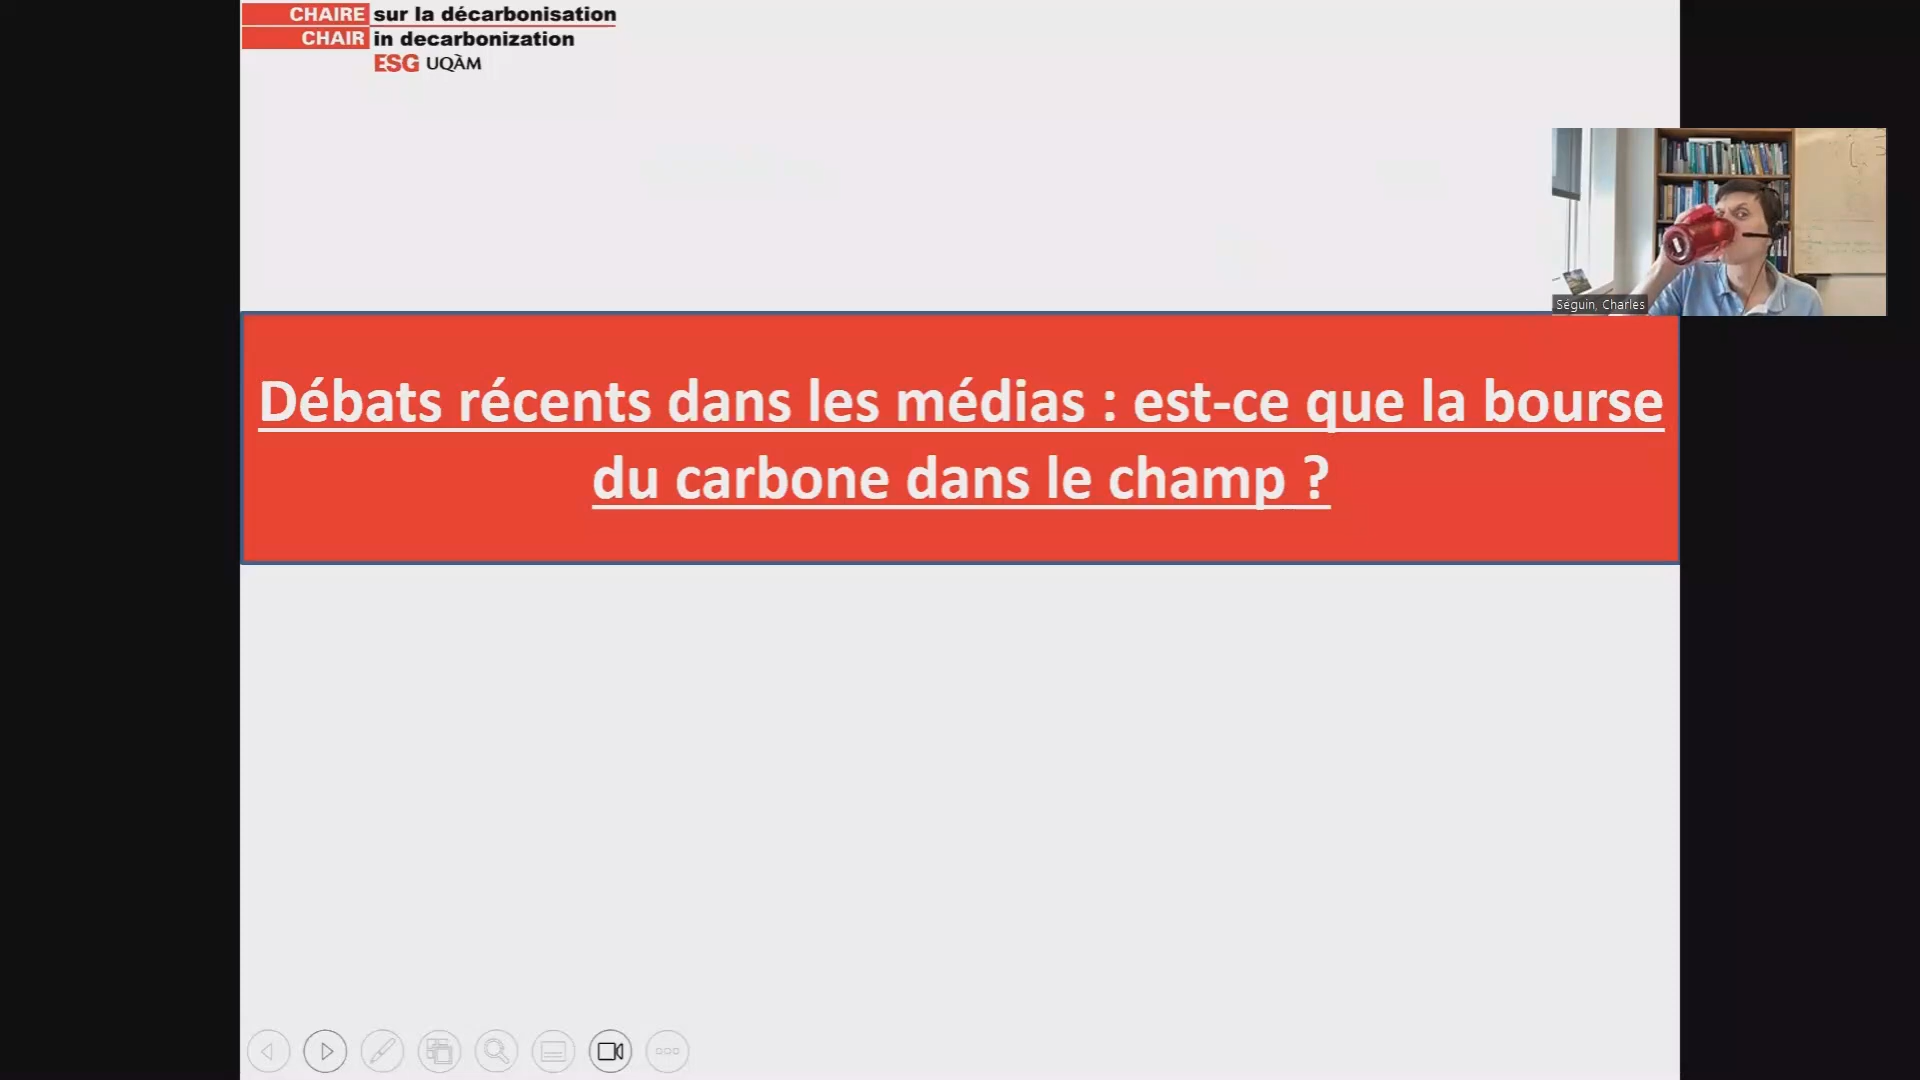 CHAIRE sur la décarbonisation
CHAIR in decarbonization
ESG UQÀM
Séguin, Charles
Débats récents dans les médias : est-ce que la bourse
du carbone dans le champ ?